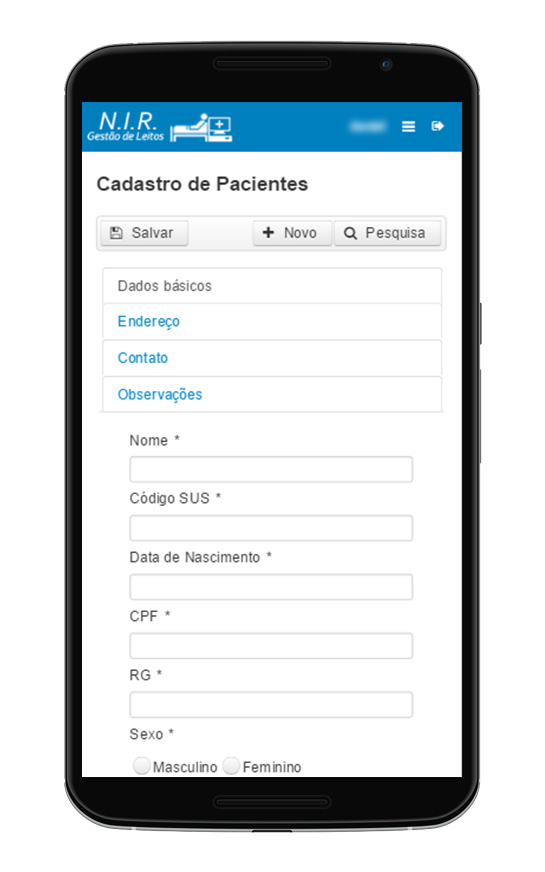 N.I.R.
Gestão de Leitos
Cadastro de Pacientes
Salvar
Novo
Pesquisa
Dados básicos
Endereço
Contato
Observações
Nome *
Código SUS *
Data de Nascimento *
CPF *
RG *
Sexo *
Masculino Feminino